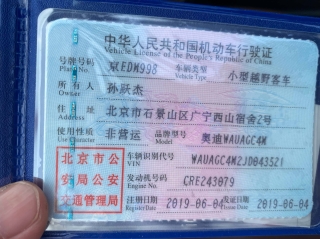 中华人民共和国机动车行驶证
Vehicle License of the People's Republic of China
号牌号码 京EDM998 车辆类型 小型越野客车
Plate No. Vehicle Type
所有人 孙跃杰
Owner
住址 北京市石景山区广宁西山宿舍2号
Address
使用性质 非营运 品牌型号 奥迪WAUAGC4M
Use Character Model
北京市公安局公安交通管理局
车辆识别代号 WAUAGC4M2JD043521
VIN
发动机号码 CRE243079
Engine No.
注册日期 2019-06-04 发证日期 2019-06-04
Register Date Issue Date